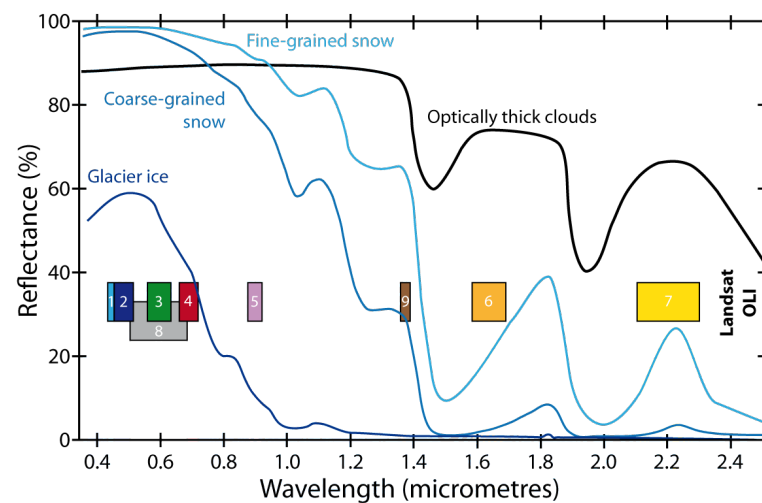 100
80
60
40
20
0
Reflectance (%)
Fine-grained snow
Coarse-grained
snow
Optically thick clouds
Glacier ice
1
2
3
4
5
9
6
7
8
Landsat
OLI
0.4
0.6
0.8
1.0
1.2
1.4
1.6
1.8
2.0
2.2
2.4
Wavelength (micrometres)